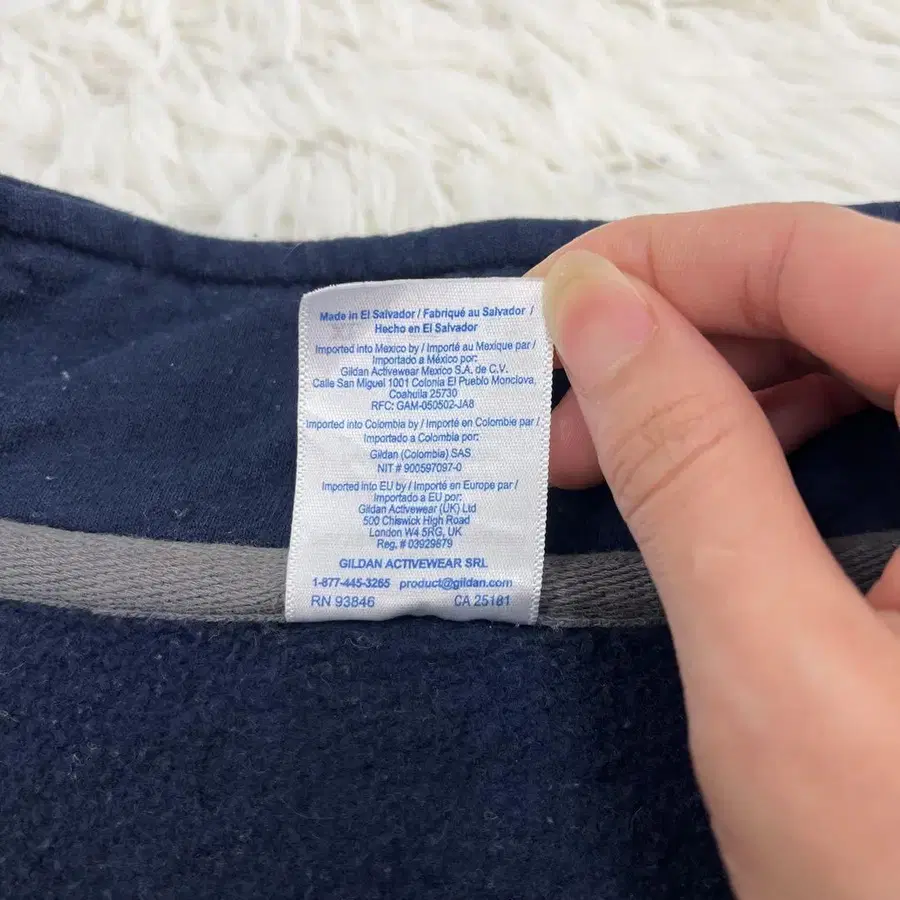 Made in El Salvador / Fabriqué au Salvador /
Hecho en El Salvador
Imported into Mexico by / Importé au Mexique par /
Importado a México por:
Gildan Activewear Mexico S.A. de C.V.
Calle San Miguel 1001 Colonia El Pueblo Monclova,
Coahuila 25730
RFC: GAM-050502-JA8
Imported into Colombia by / Importé en Colombie par /
Importado a Colombia por:
Gildan (Colombia) SAS
NIT # 900597097-0
Imported into EU by / Importé en Europe par /
Importado a EU por:
Gildan Activewear (UK) Ltd
500 Chiswick High Road
London W4 5RG, UK
Reg. # 03929879
GILDAN ACTIVEWEAR SRL
1-877-445-3265 product@gildan.com
RN 93846 CA 25181